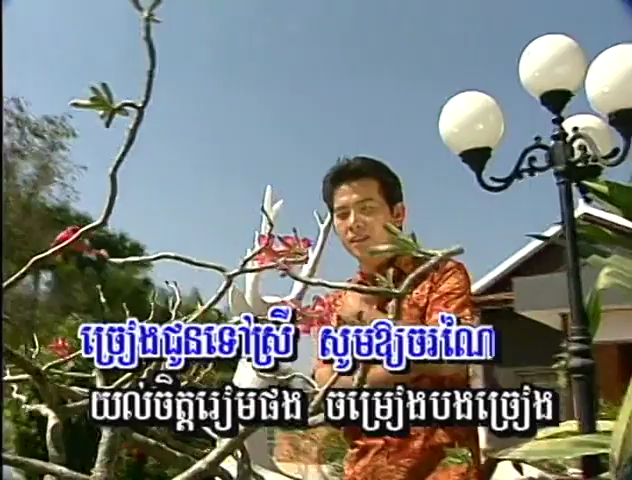 ច្រៀងជូនទៅស្រី សូមឱ្យចរណៃ
យល់ចិត្តរៀមផង ចម្រៀងបងច្រៀង